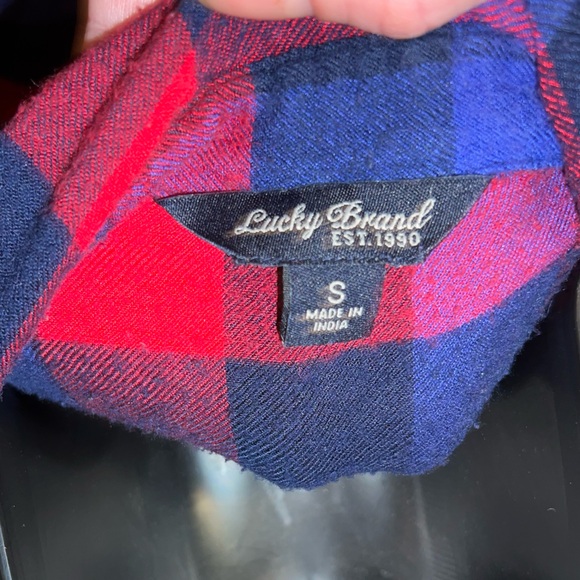 Lucky Brand
EST. 1990
S
MADE IN
INDIA